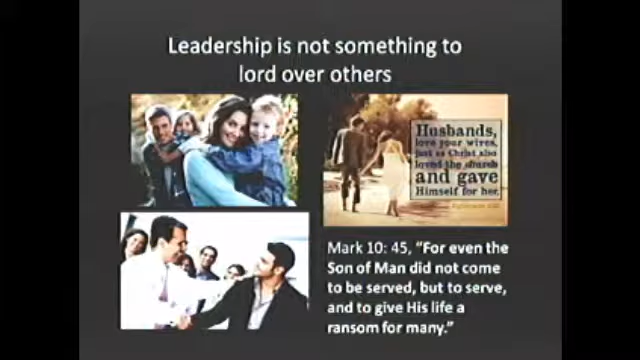 Leadership is not something to
lord over others
Husbands,
love your wives,
just as Christ also
loved the church
and gave
Himself for her.
Mark 10: 45, “For even the
Son of Man did not come
to be served, but to serve,
and to give His life a
ransom for many.”